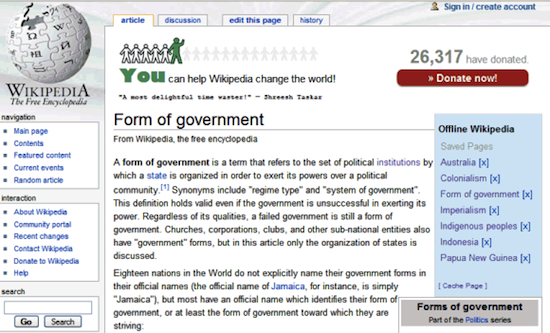 Sign in / create account
article
discussion
edit this page
history
26,317 have donated.
You can help Wikipedia change the world!
» Donate now!
"A most delightful time waster!" — Shreesh Taskar
WIKIPEDIA
The Free Encyclopedia
navigation
Main page
Contents
Featured content
Current events
Random article
interaction
About Wikipedia
Community portal
Recent changes
Contact Wikipedia
Donate to Wikipedia
Help
search
Go
Search
Form of government
From Wikipedia, the free encyclopedia
A form of government is a term that refers to the set of political institutions by
which a state is organized in order to exert its powers over a political
community.[1] Synonyms include "regime type" and "system of government".
This definition holds valid even if the government is unsuccessful in exerting its
power. Regardless of its qualities, a failed government is still a form of
government. Churches, corporations, clubs, and other sub-national entities also
have "government" forms, but in this article only the organization of states is
discussed.
Eighteen nations in the World do not explicitly name their government forms in
their official names (the official name of Jamaica, for instance, is simply
"Jamaica"), but most have an official name which identifies their form of
government, or at least the form of government toward which they are
striving:
Offline Wikipedia
Saved Pages
Australia [x]
Colonialism [x]
Form of government [x]
Imperialism [x]
Indigenous peoples [x]
Indonesia [x]
Papua New Guinea [x]
[ Cache Page ]
Forms of government
Part of the Politics series